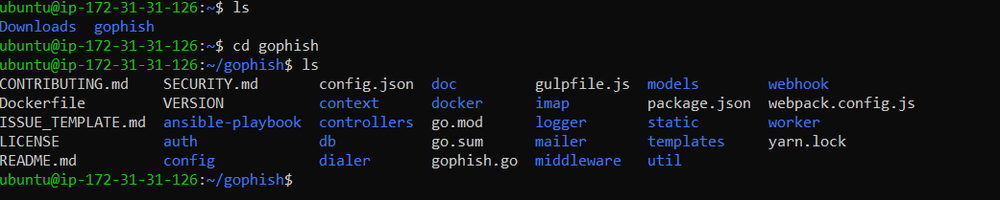 ubuntu@ip-172-31-31-126:~$ ls
Downloads gophish
ubuntu@ip-172-31-31-126:~$ cd gophish
ubuntu@ip-172-31-31-126:~/gophish$ ls
CONTRIBUTING.md SECURITY.md config.json doc gulpfile.js models webhook
Dockerfile VERSION context docker imap package.json webpack.config.js
ISSUE_TEMPLATE.md ansible-playbook controllers go.mod logger static worker
LICENSE auth db go.sum mailer templates yarn.lock
README.md config dialer gophish.go middleware util
ubuntu@ip-172-31-31-126:~/gophish$